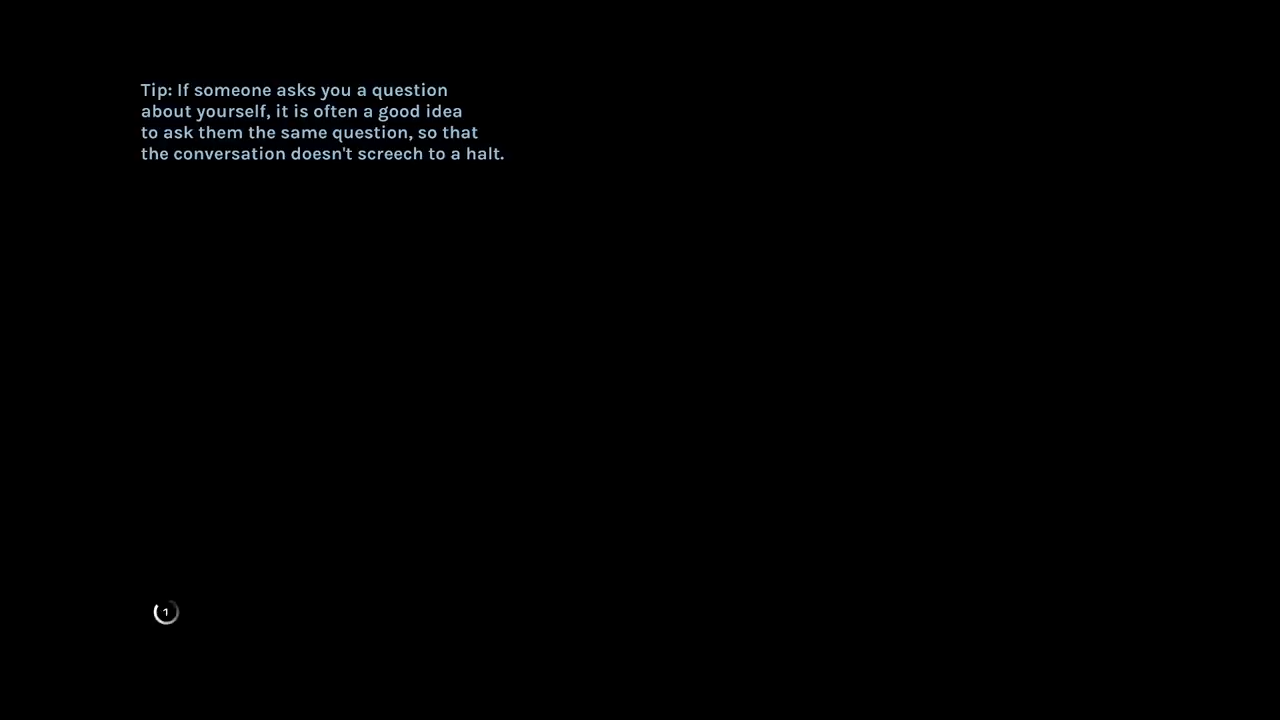 Tip: If someone asks you a question
about yourself, it is often a good idea
to ask them the same question, so that
the conversation doesn't screech to a halt.
1